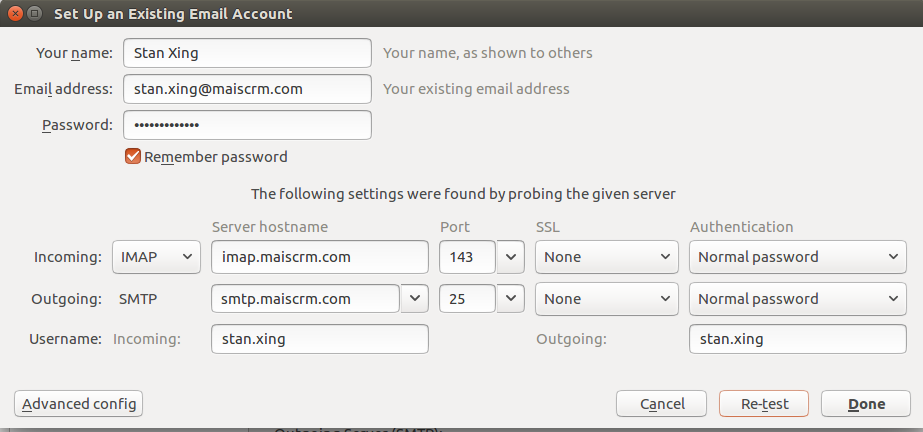 Set Up an Existing Email Account
Your name: Stan Xing Your name, as shown to others
Email address: stan.xing@maiscrm.com Your existing email address
Password: •••••••••••••
Remember password
The following settings were found by probing the given server
Server hostname Port SSL Authentication
Incoming: IMAP imap.maiscrm.com 143 None Normal password
Outgoing: SMTP smtp.maiscrm.com 25 None Normal password
Username: Incoming: stan.xing Outgoing: stan.xing
Advanced config Cancel Re-test Done